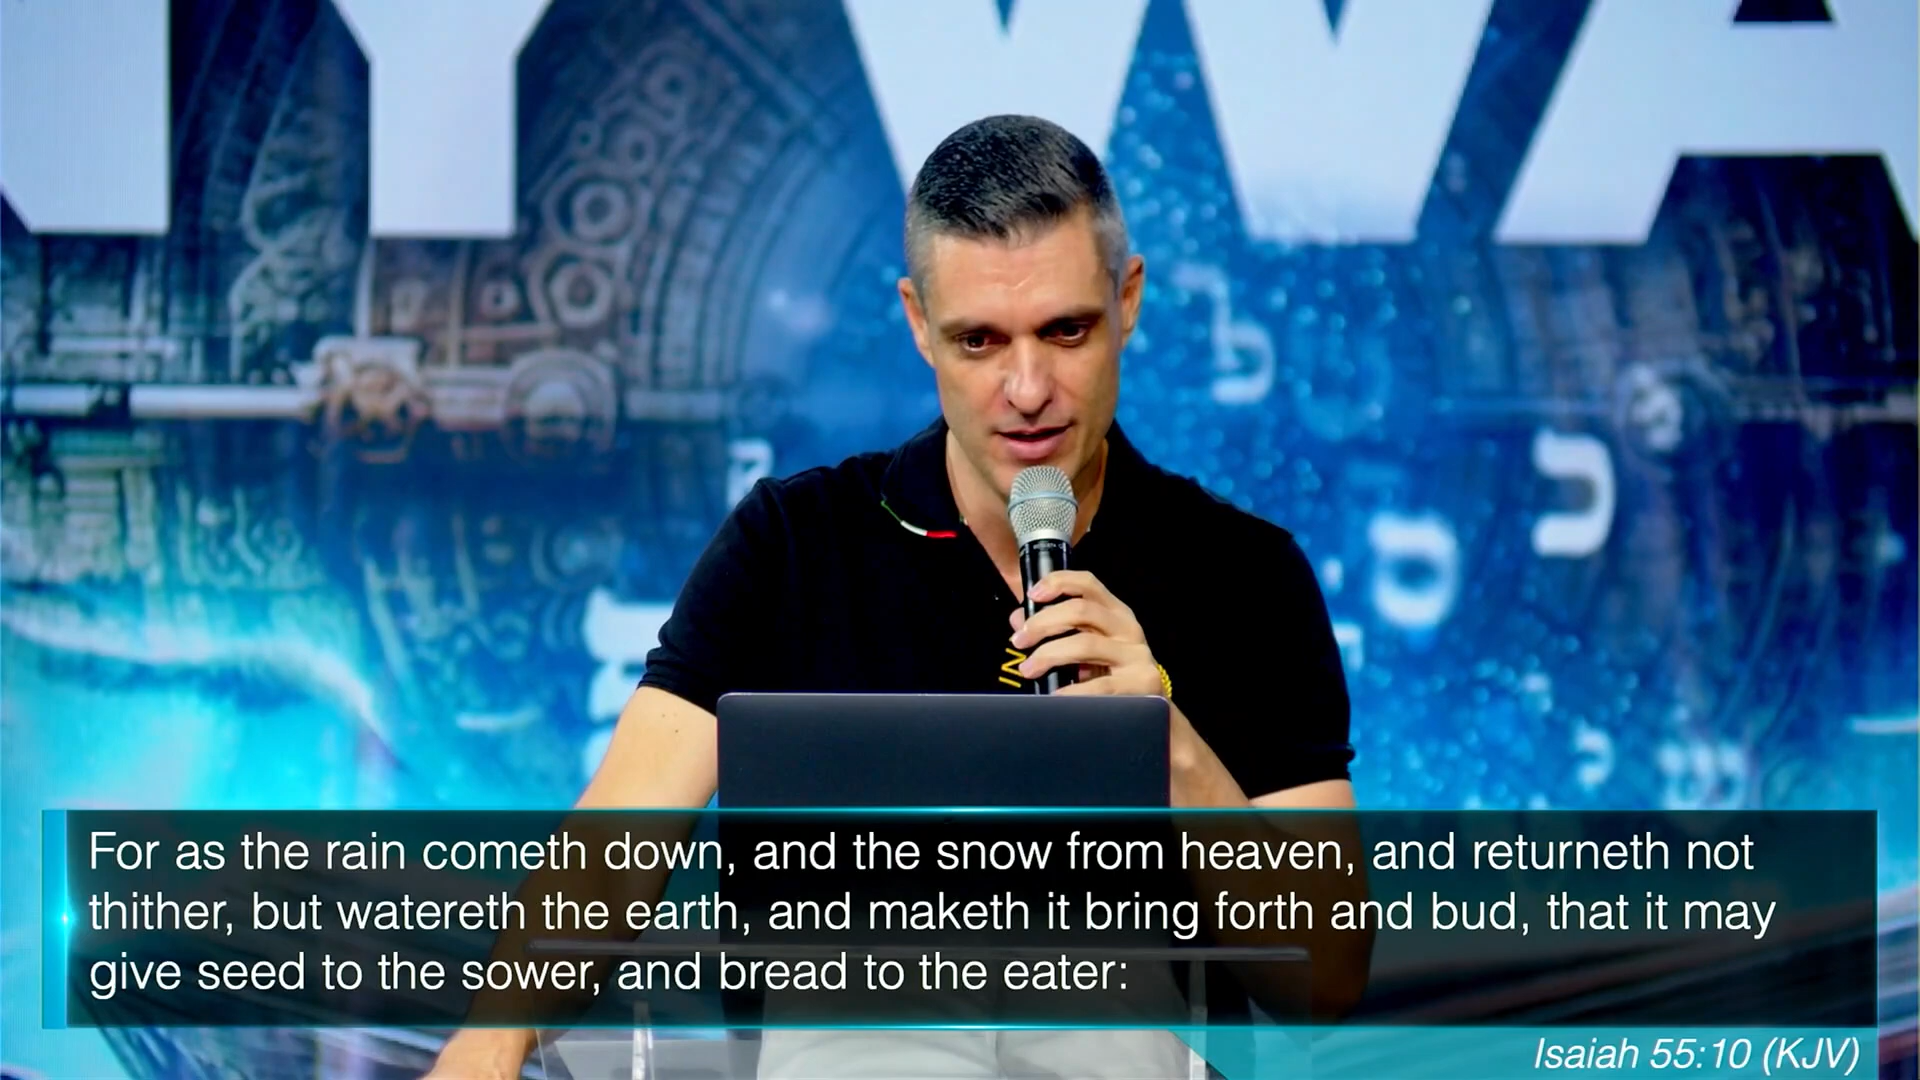 Y WA
IN
For as the rain cometh down, and the snow from heaven, and returneth not
thither, but watereth the earth, and maketh it bring forth and bud, that it may
give seed to the sower, and bread to the eater:
Isaiah 55:10 (KJV)